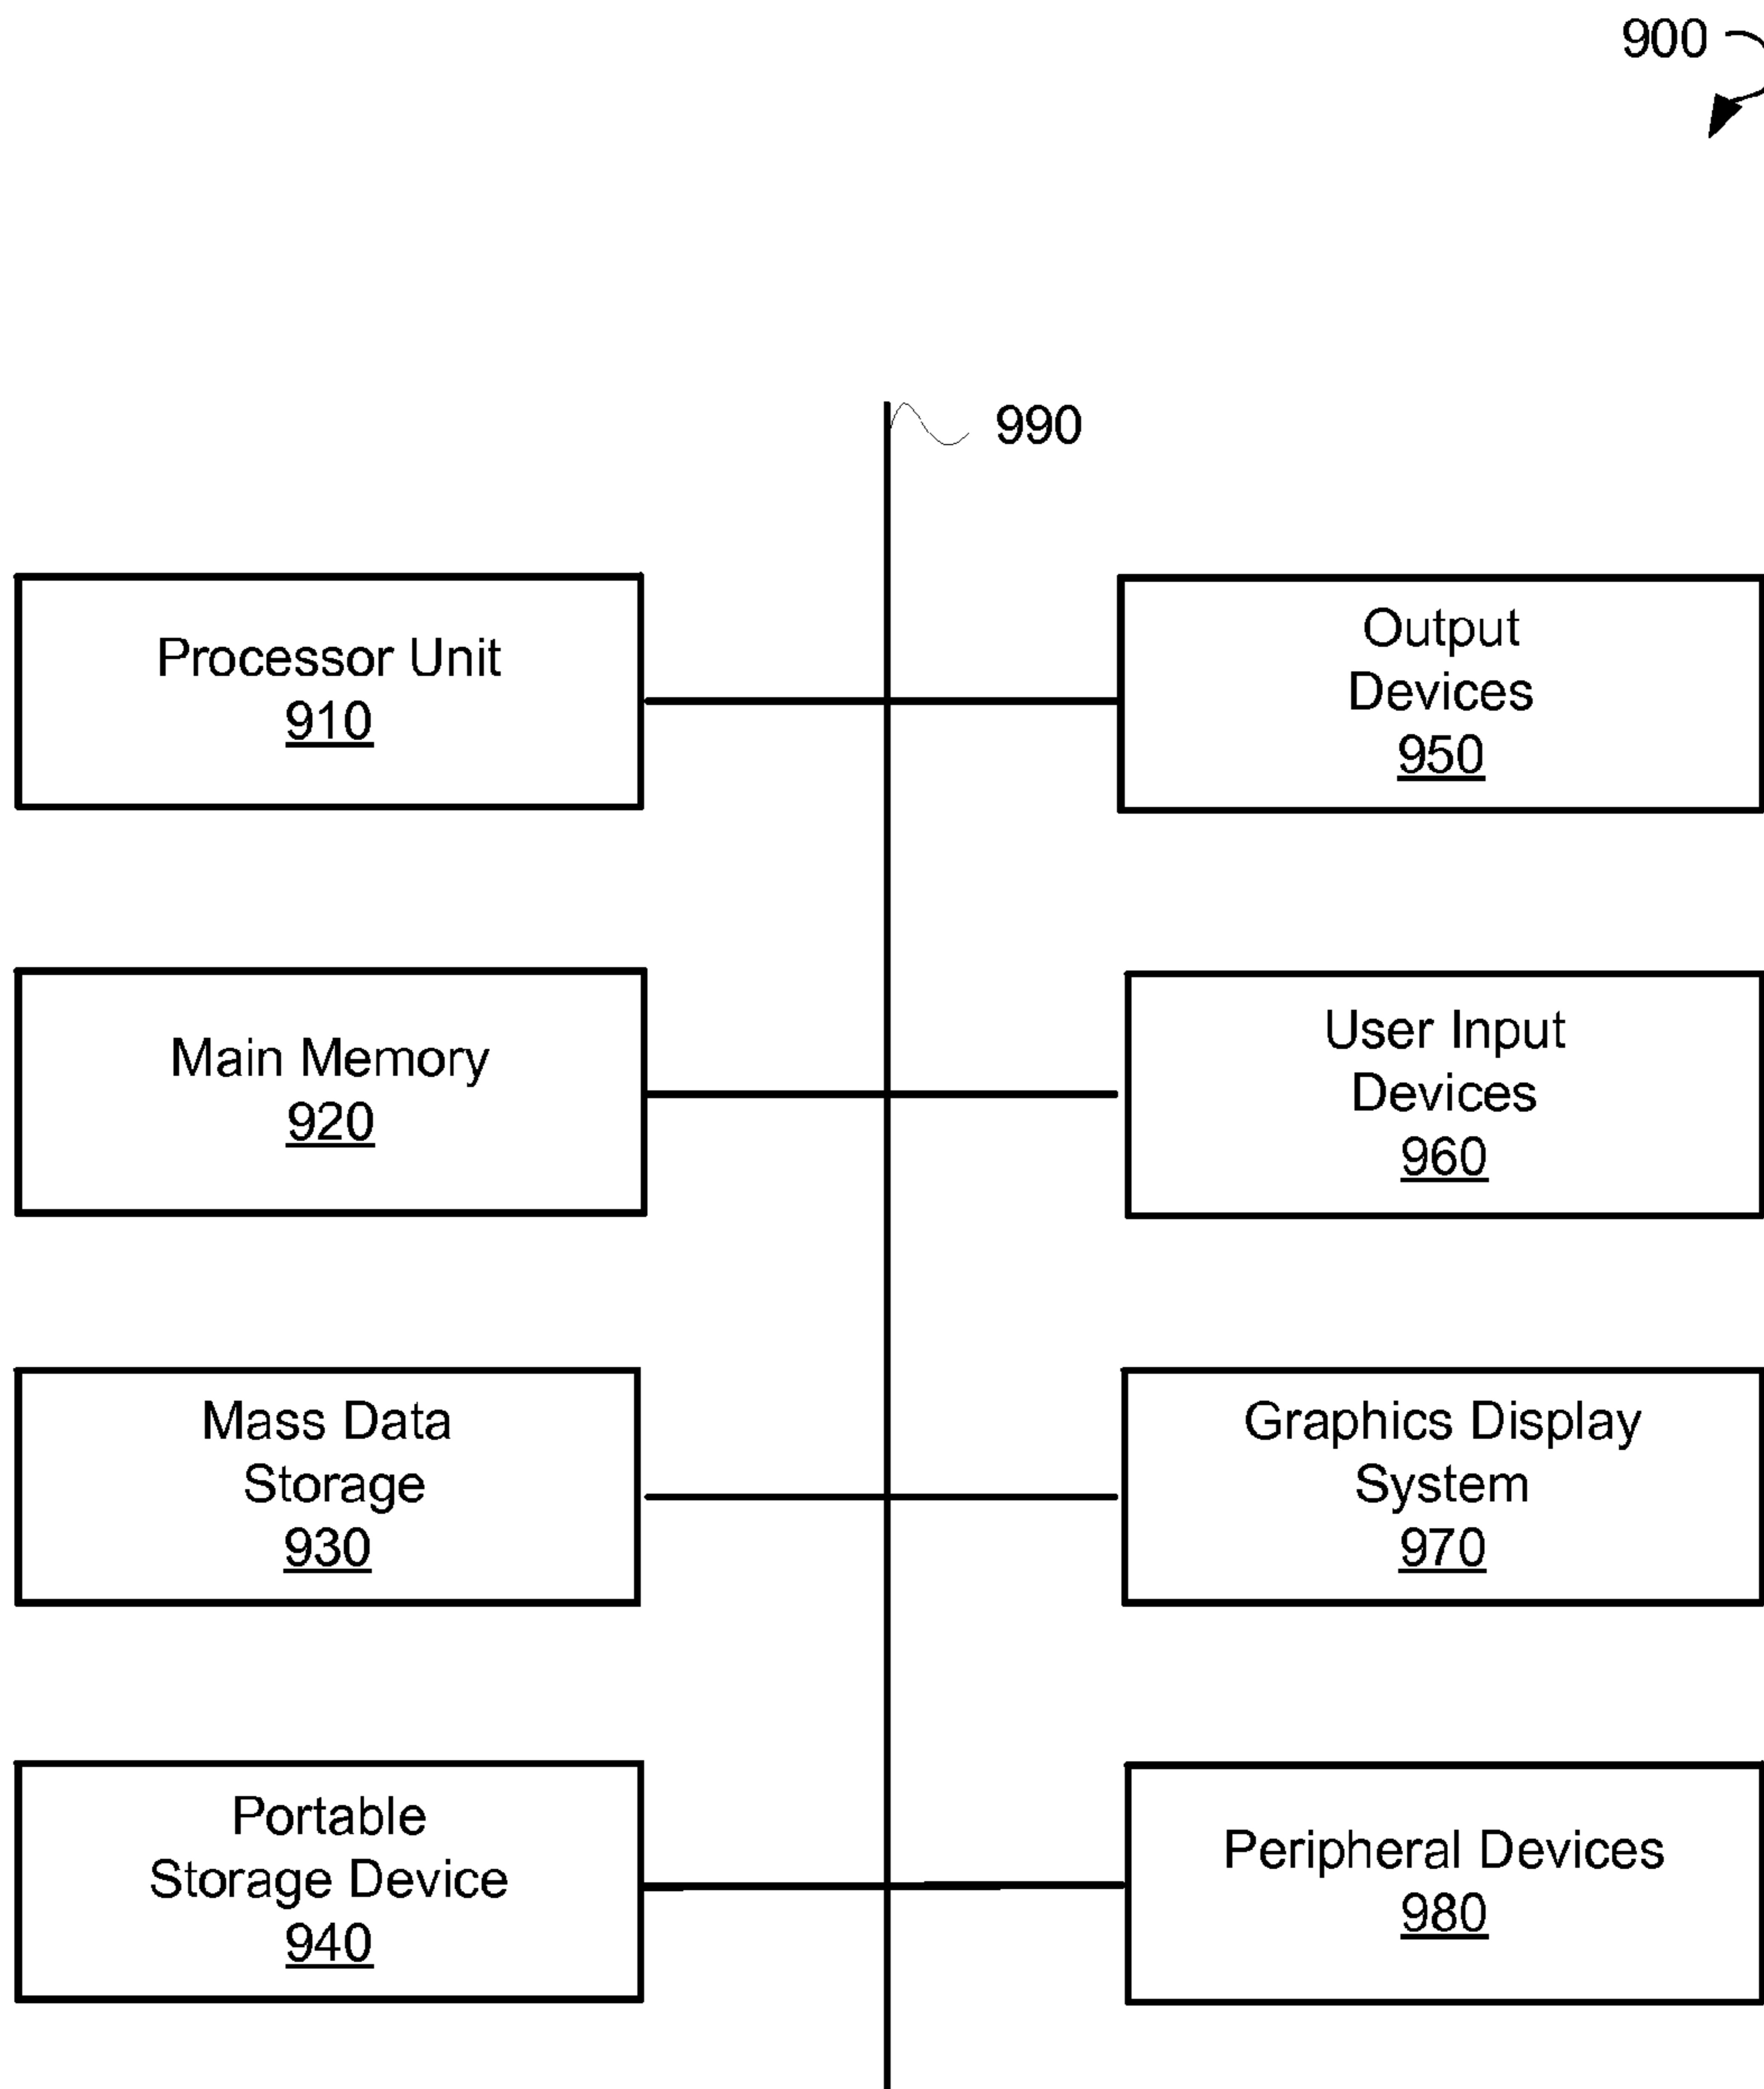 900
990
Processor Unit
910
Output
Devices
950
Main Memory
920
User Input
Devices
960
Mass Data
Storage
930
Graphics Display
System
970
Portable
Storage Device
940
Peripheral Devices
980